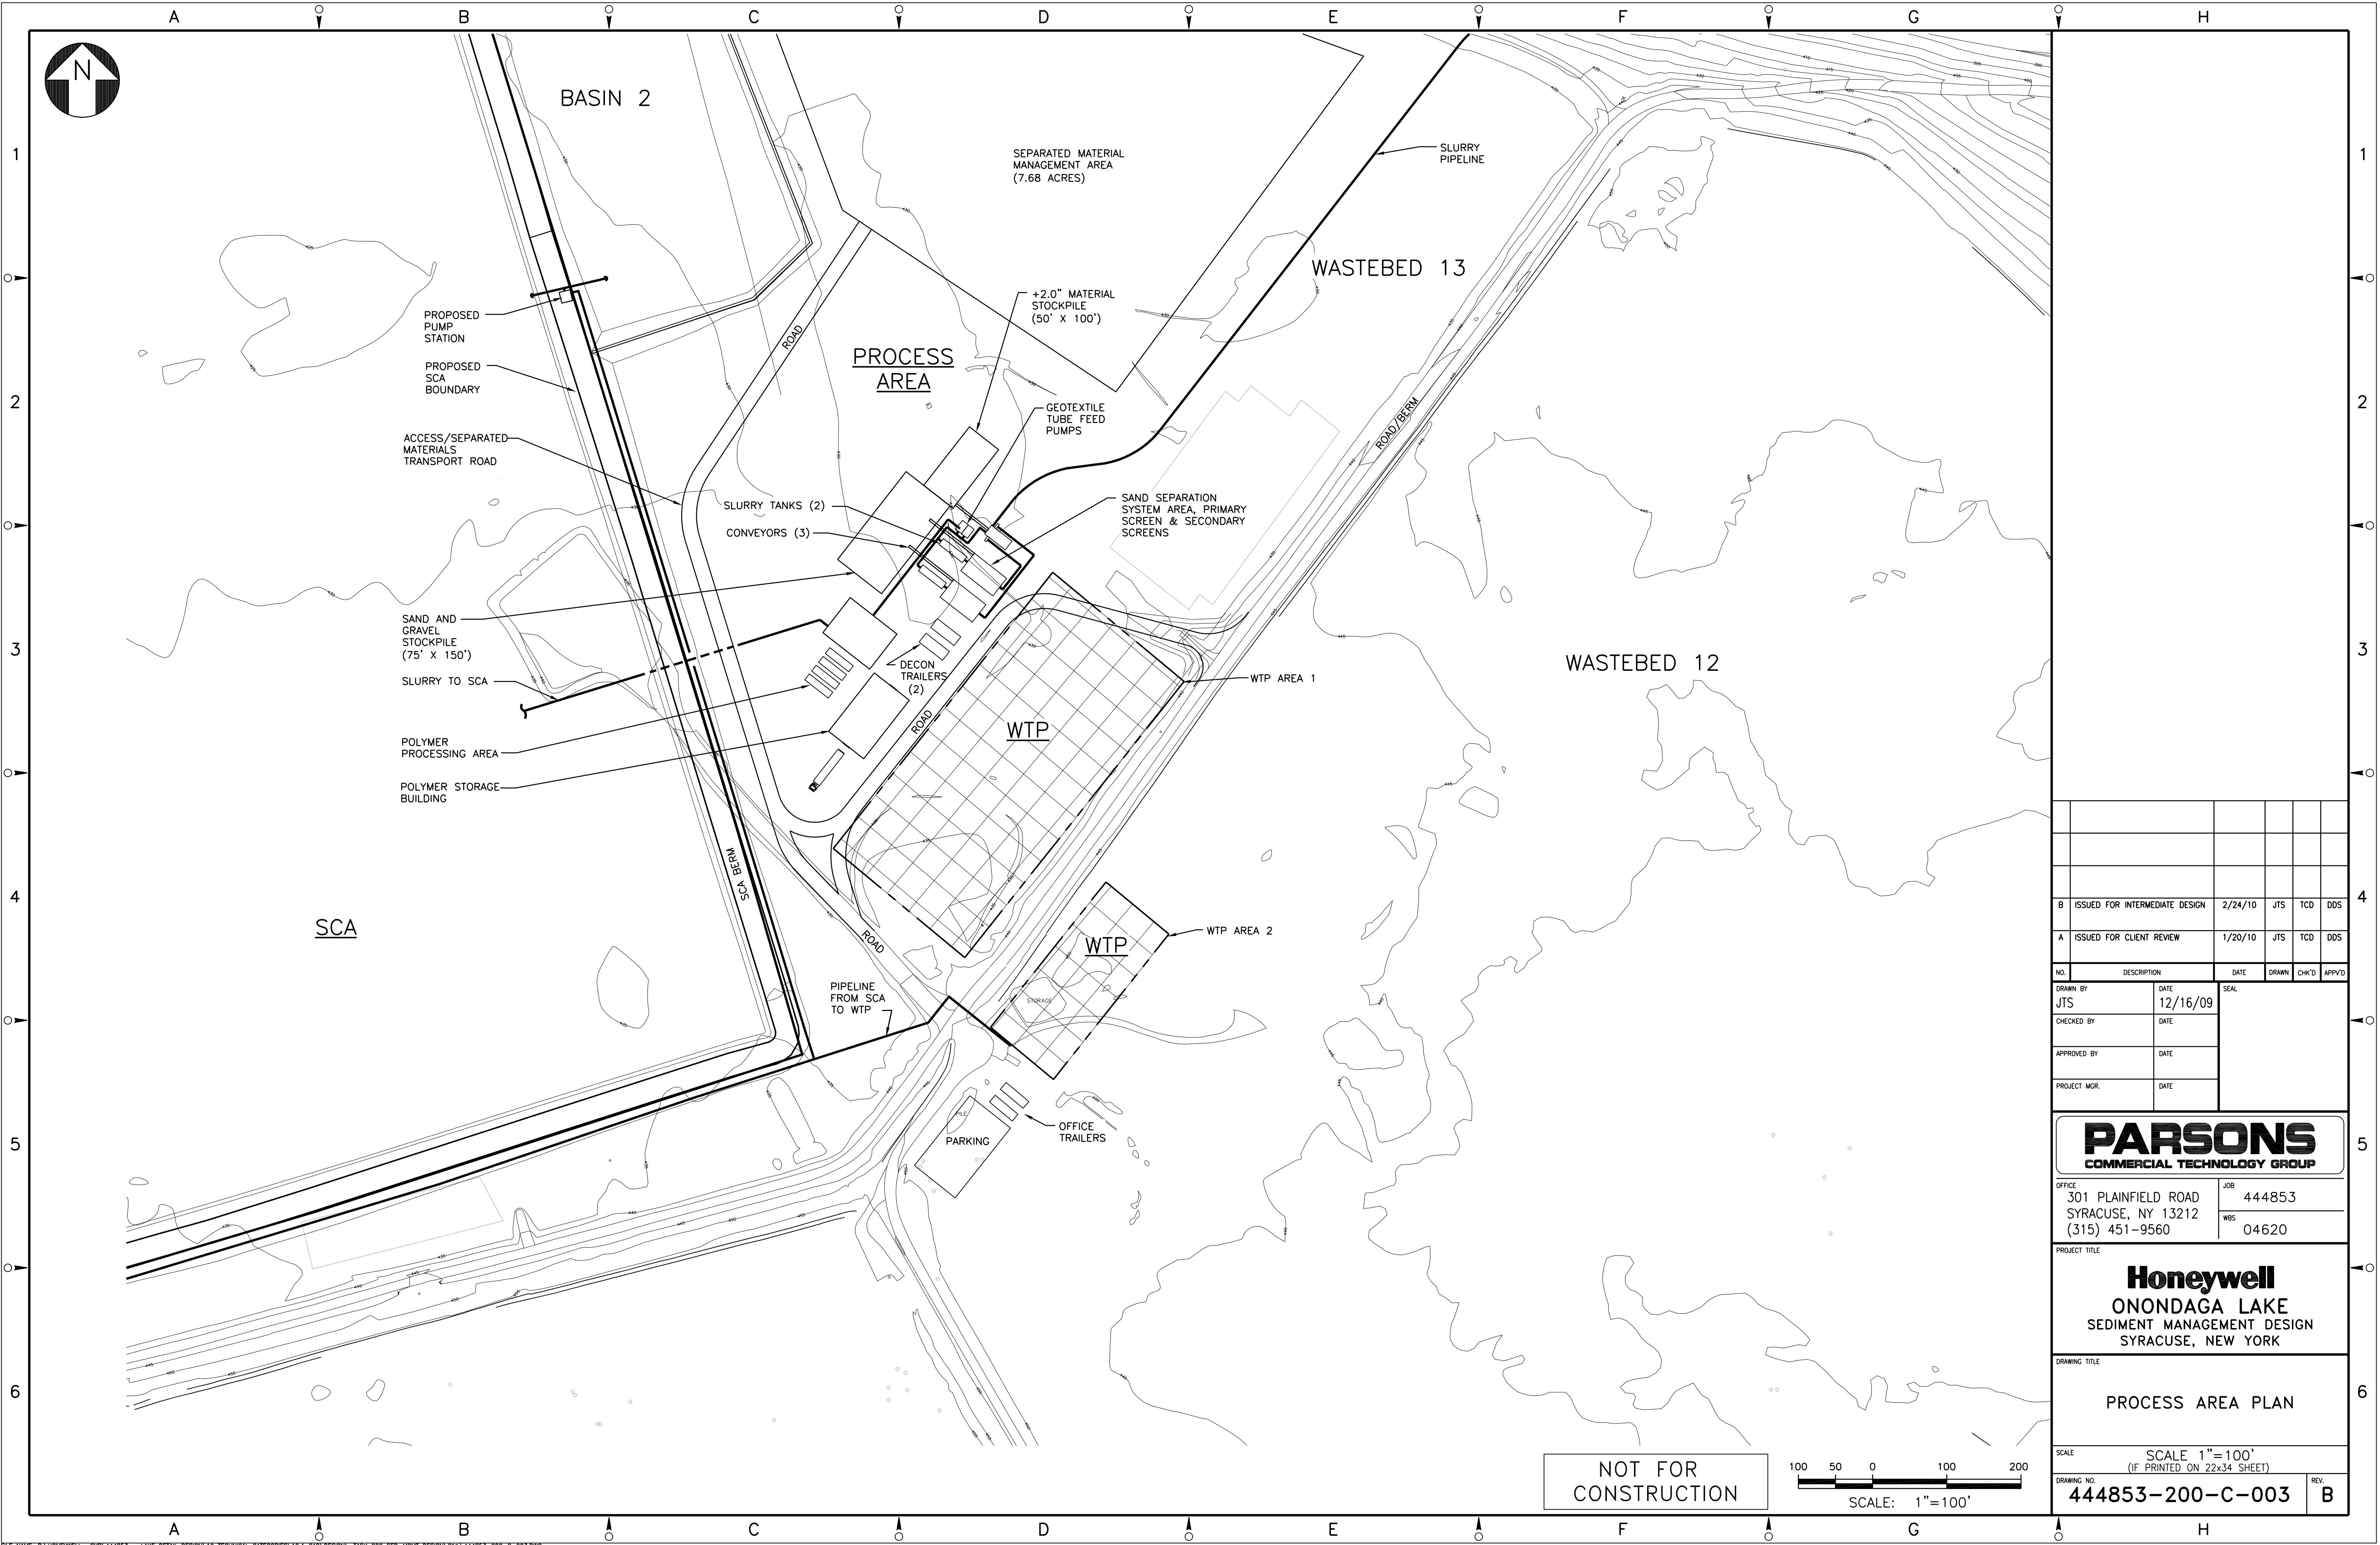 A B C D E F G H
N
BASIN 2
SEPARATED MATERIAL
MANAGEMENT AREA
(7.68 ACRES)
SLURRY
PIPELINE
1 1
WASTEBED 13
+2.0" MATERIAL
STOCKPILE
(50' X 100')
PROPOSED
PUMP
STATION
ROAD
PROCESS
AREA
PROPOSED
SCA
BOUNDARY
2 2
GEOTEXTILE
TUBE FEED
PUMPS
ROAD/BERM
ACCESS/SEPARATED
MATERIALS
TRANSPORT ROAD
SLURRY TANKS (2)
SAND SEPARATION
SYSTEM AREA, PRIMARY
SCREEN & SECONDARY
SCREENS
CONVEYORS (3)
SAND AND
GRAVEL
STOCKPILE
(75' X 150')
3 3
DECON
TRAILERS
(2)
WASTEBED 12
SLURRY TO SCA
WTP AREA 1
ROAD
WTP
POLYMER
PROCESSING AREA
POLYMER STORAGE
BUILDING
SCA BERM
4 4
SCA
ROAD
WTP AREA 2
WTP
PIPELINE
FROM SCA
TO WTP
STORAGE
PILE
PARKING
OFFICE
TRAILERS
5 5
6 6
NOT FOR
CONSTRUCTION
100 50 0 100 200
SCALE: 1"=100'
B ISSUED FOR INTERMEDIATE DESIGN 2/24/10 JTS TCD DDS
A ISSUED FOR CLIENT REVIEW 1/20/10 JTS TCD DDS
NO. DESCRIPTION DATE DRAWN CHK'D APPV'D
DRAWN BY DATE SEAL
JTS 12/16/09
CHECKED BY DATE
APPROVED BY DATE
PROJECT MGR. DATE
PARSONS
COMMERCIAL TECHNOLOGY GROUP
OFFICE JOB
301 PLAINFIELD ROAD 444853
SYRACUSE, NY 13212
WBS
(315) 451-9560 04620
PROJECT TITLE
Honeywell
ONONDAGA LAKE
SEDIMENT MANAGEMENT DESIGN
SYRACUSE, NEW YORK
DRAWING TITLE
PROCESS AREA PLAN
SCALE SCALE 1"=100'
(IF PRINTED ON 22x34 SHEET)
DRAWING NO. REV.
444853-200-C-003 B
A B C D E F G H